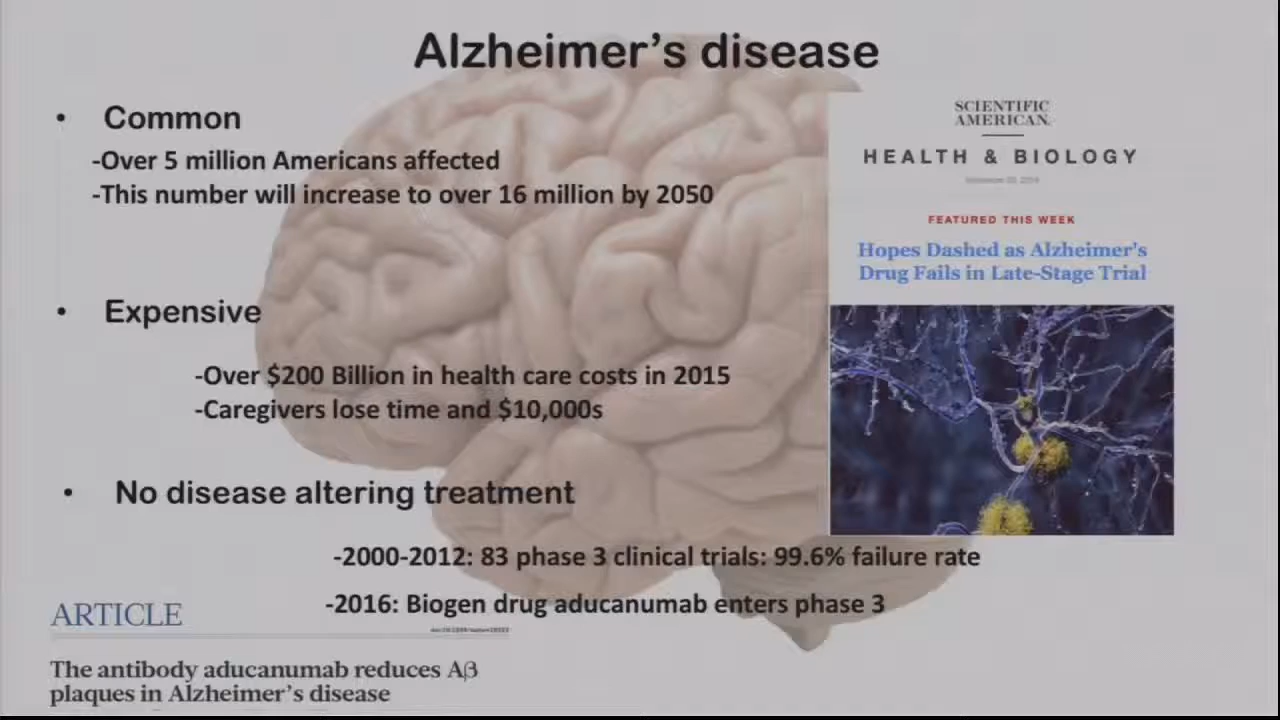 Alzheimer's disease
• Common
-Over 5 million Americans affected
-This number will increase to over 16 million by 2050
• Expensive
-Over $200 Billion in health care costs in 2015
-Caregivers lose time and $10,000s
• No disease altering treatment
-2000-2012: 83 phase 3 clinical trials: 99.6% failure rate
-2016: Biogen drug aducanumab enters phase 3
ARTICLE
The antibody aducanumab reduces Aβ
plaques in Alzheimer's disease
SCIENTIFIC
AMERICAN.
HEALTH & BIOLOGY
FEATURED THIS WEEK
Hopes Dashed as Alzheimer's
Drug Fails in Late-Stage Trial